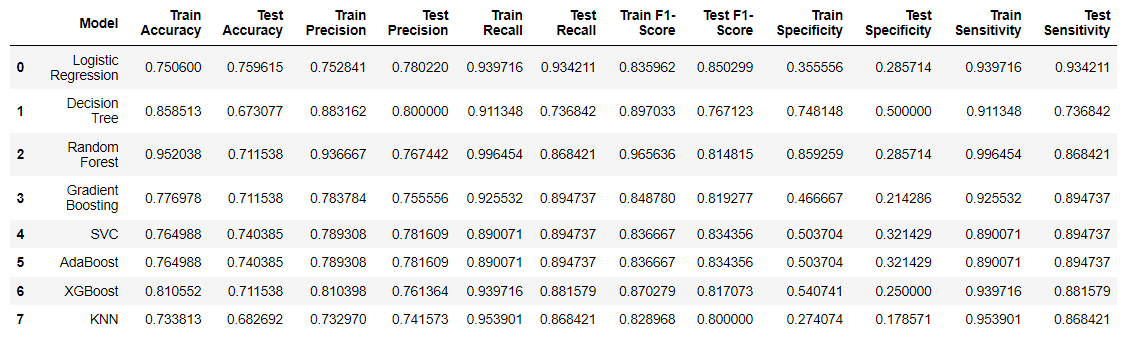 Model Train Accuracy Test Accuracy Train Precision Test Precision Train Recall Test Recall Train F1-Score Test F1-Score Train Specificity Test Specificity Train Sensitivity Test Sensitivity
0 Logistic Regression 0.750600 0.759615 0.752841 0.780220 0.939716 0.934211 0.835962 0.850299 0.355556 0.285714 0.939716 0.934211
1 Decision Tree 0.858513 0.673077 0.883162 0.800000 0.911348 0.736842 0.897033 0.767123 0.748148 0.500000 0.911348 0.736842
2 Random Forest 0.952038 0.711538 0.936667 0.767442 0.996454 0.868421 0.965636 0.814815 0.859259 0.285714 0.996454 0.868421
3 Gradient Boosting 0.776978 0.711538 0.783784 0.755556 0.925532 0.894737 0.848780 0.819277 0.466667 0.214286 0.925532 0.894737
4 SVC 0.764988 0.740385 0.789308 0.781609 0.890071 0.894737 0.836667 0.834356 0.503704 0.321429 0.890071 0.894737
5 AdaBoost 0.764988 0.740385 0.789308 0.781609 0.890071 0.894737 0.836667 0.834356 0.503704 0.321429 0.890071 0.894737
6 XGBoost 0.810552 0.711538 0.810398 0.761364 0.939716 0.881579 0.870279 0.817073 0.540741 0.250000 0.939716 0.881579
7 KNN 0.733813 0.682692 0.732970 0.741573 0.953901 0.868421 0.828968 0.800000 0.274074 0.178571 0.953901 0.868421